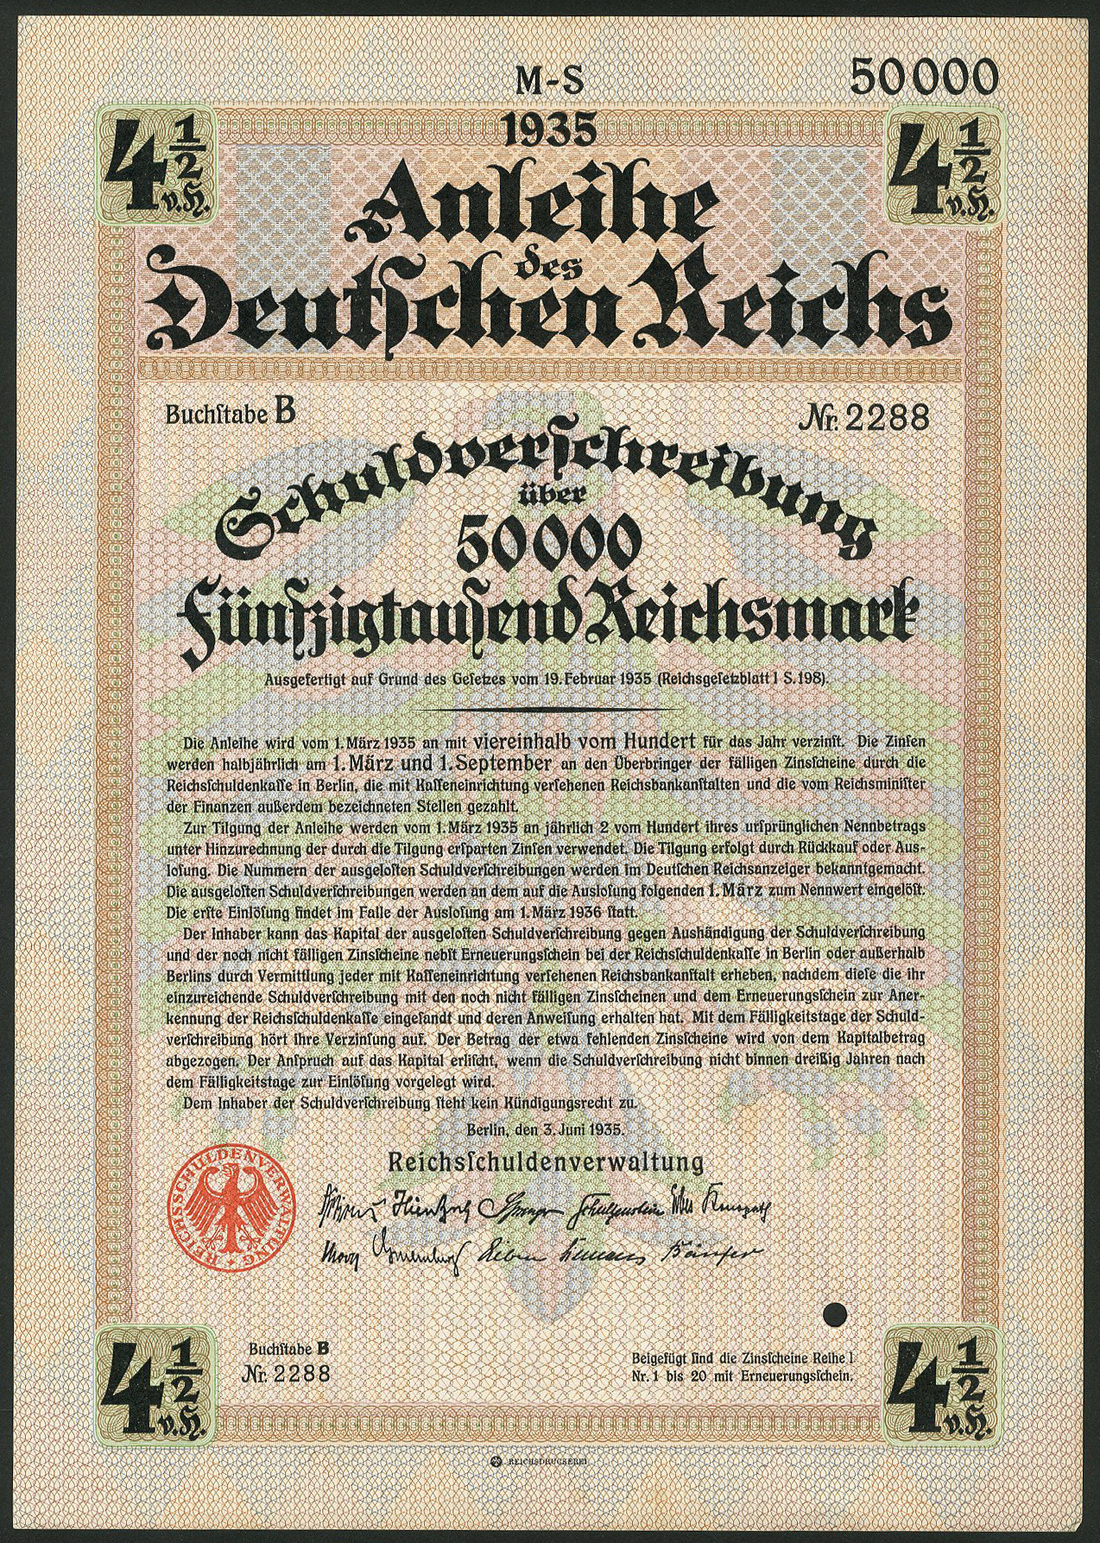 M-S
50000
1935
4½
v.H.
4½
v.H.
Anleihe
des
Deutſchen Reichs
Buchſtabe B
Nr. 2288
Schuldverſchreibung
über
50000
Fünfzigtauſend Reichsmark
Ausgefertigt auf Grund des Geſetzes vom 19. Februar 1935 (Reichsgeſetzblatt I S. 198).
Die Anleihe wird vom 1. März 1935 an mit viereinhalb vom Hundert für das Jahr verzinſt. Die Zinſen
werden halbjährlich am 1. März und 1. September an den Überbringer der fälligen Zinsſcheine durch die
Reichsſchuldenkaſſe in Berlin, die mit Kaſſeneinrichtung verſehenen Reichsbankanſtalten und die vom Reichsminiſter
der Finanzen außerdem bezeichneten Stellen gezahlt.
Zur Tilgung der Anleihe werden vom 1. März 1935 an jährlich 2 vom Hundert ihres urſprünglichen Nennbetrags
unter Hinzurechnung der durch die Tilgung erſparten Zinſen verwendet. Die Tilgung erfolgt durch Rückkauf oder Aus-
loſung. Die Nummern der ausgeloſten Schuldverſchreibungen werden im Deutſchen Reichsanzeiger bekanntgemacht.
Die ausgeloſten Schuldverſchreibungen werden an dem auf die Ausloſung folgenden 1. März zum Nennwert eingelöſt.
Die erſte Einlöſung findet im Falle der Ausloſung am 1. März 1936 ſtatt.
Der Inhaber kann das Kapital der ausgeloſten Schuldverſchreibung gegen Aushändigung der Schuldverſchreibung
und der noch nicht fälligen Zinsſcheine nebſt Erneuerungsſchein bei der Reichsſchuldenkaſſe in Berlin oder außerhalb
Berlins durch Vermittlung jeder mit Kaſſeneinrichtung verſehenen Reichsbankanſtalt erheben, nachdem dieſe die ihr
einzureichende Schuldverſchreibung mit den noch nicht fälligen Zinsſcheinen und dem Erneuerungsſchein zur Aner-
kennung der Reichsſchuldenkaſſe eingeſandt und deren Anweiſung erhalten hat. Mit dem Fälligkeitstage der Schuld-
verſchreibung hört ihre Verzinſung auf. Der Betrag der etwa fehlenden Zinsſcheine wird von dem Kapitalbetrag
abgezogen. Der Anſpruch auf das Kapital erliſcht, wenn die Schuldverſchreibung nicht binnen dreißig Jahren nach
dem Fälligkeitstage zur Einlöſung vorgelegt wird.
Dem Inhaber der Schuldverſchreibung ſteht kein Kündigungsrecht zu.
Berlin, den 3. Juni 1935.
Reichsſchuldenverwaltung
REICHSSCHULDENVERWALTUNG
4½
v.H.
Buchſtabe B
Nr. 2288
Beigefügt ſind die Zinsſcheine Reihe I
Nr. 1 bis 20 mit Erneuerungsſchein.
4½
v.H.
REICHSDRUCKEREI